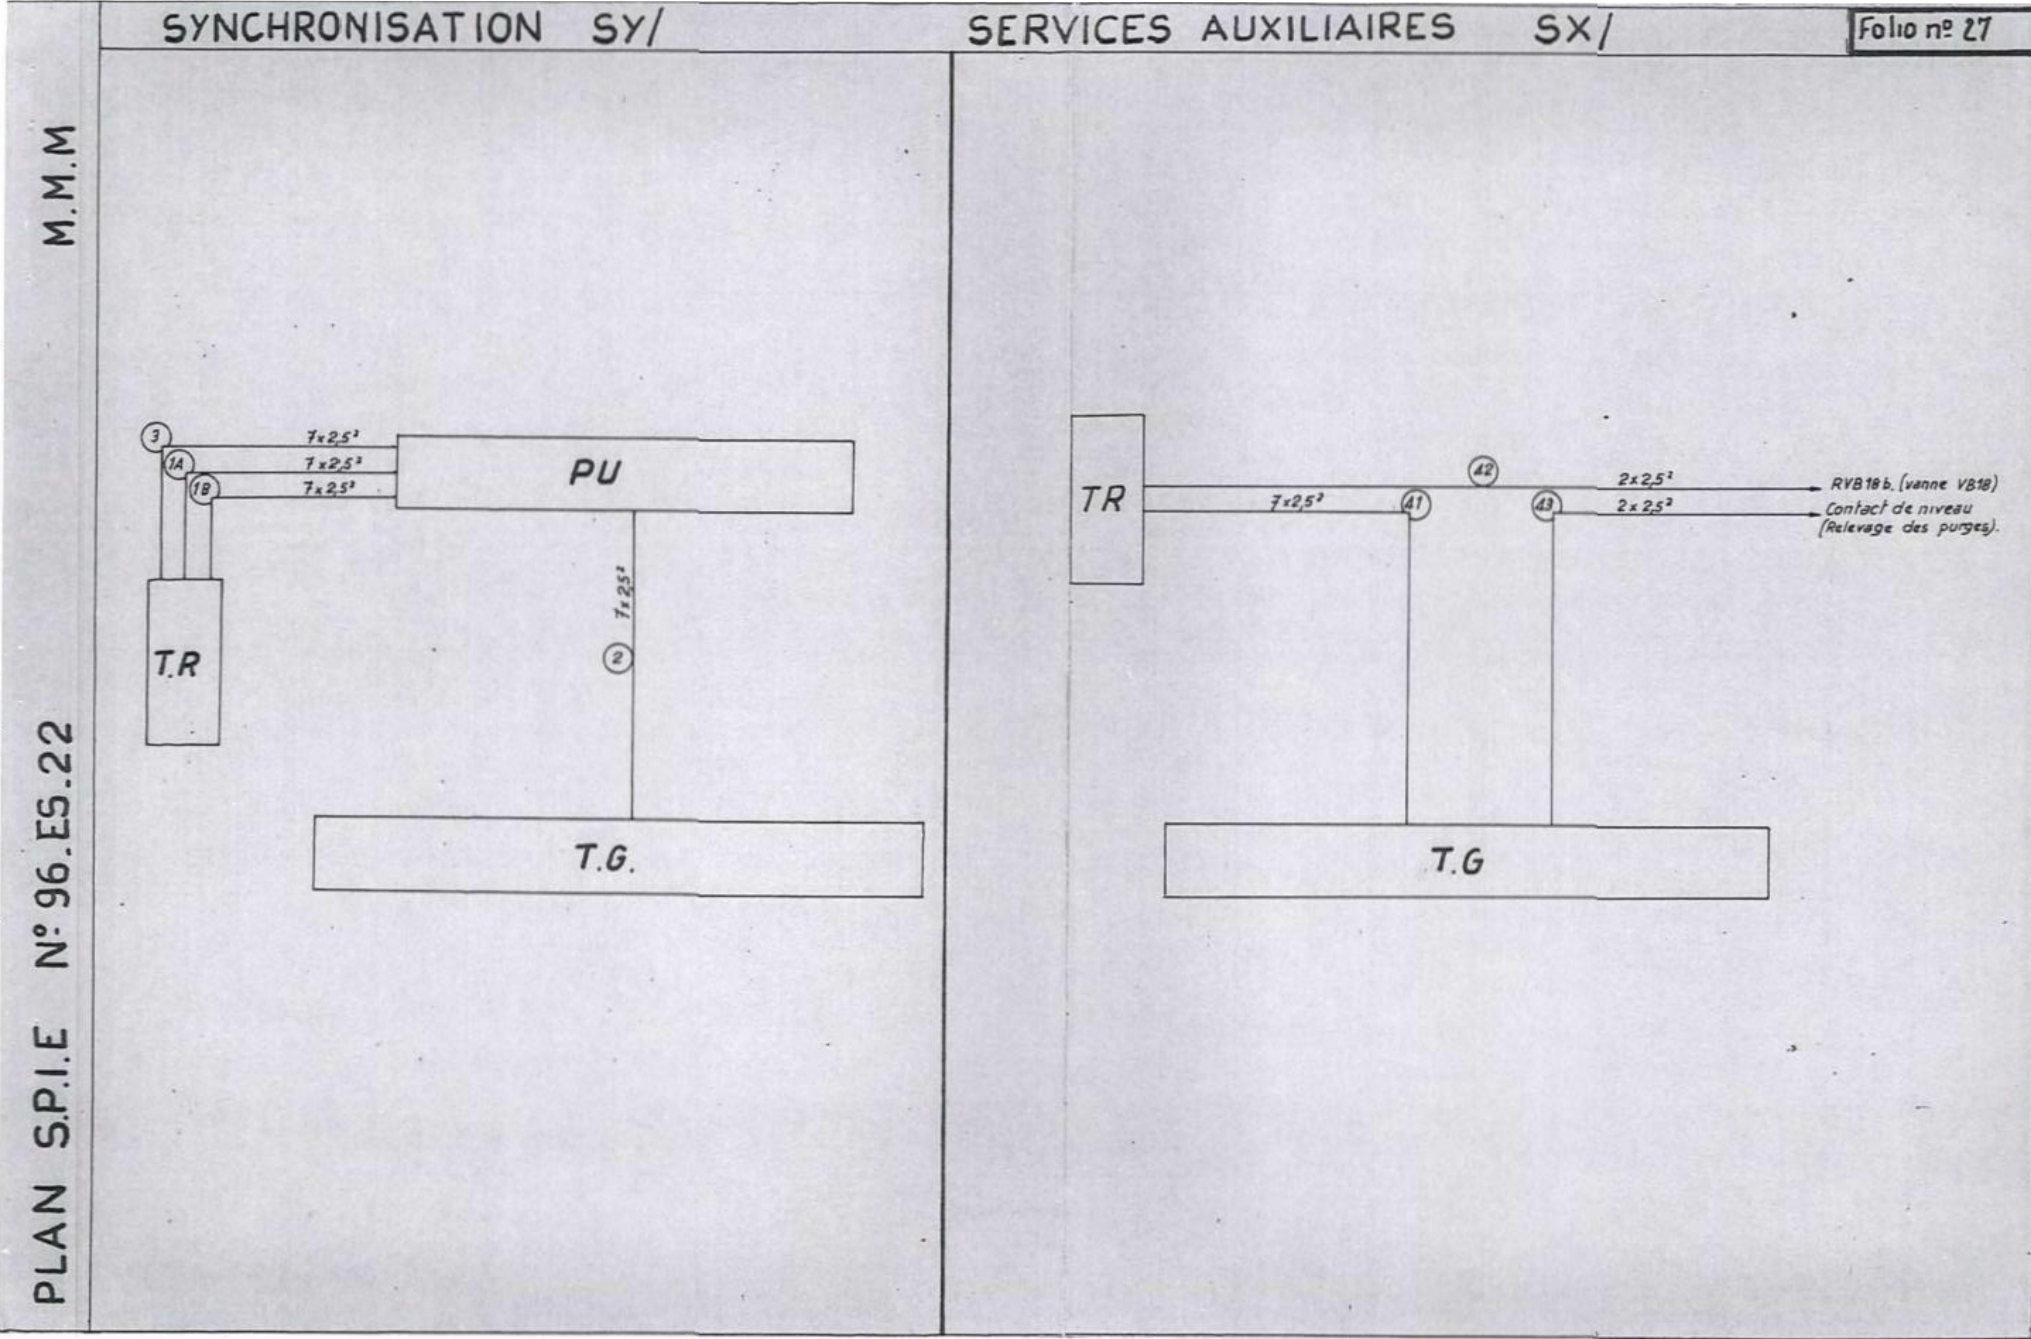 SYNCHRONISATION SY/
SERVICES AUXILIAIRES SX/
Folio nº 27
M.M.M
PLAN S.P.I.E Nº 96.ES.22
3
7x2,5²
1A
7x2,5²
1B
7x2,5²
PU
7x2,5²
2
T.R
T.G.
TR
42
2x2,5²
RVB18b. (vanne VB18)
7x2,5²
41
43
2x2,5²
Contact de niveau
(Relevage des purges).
T.G